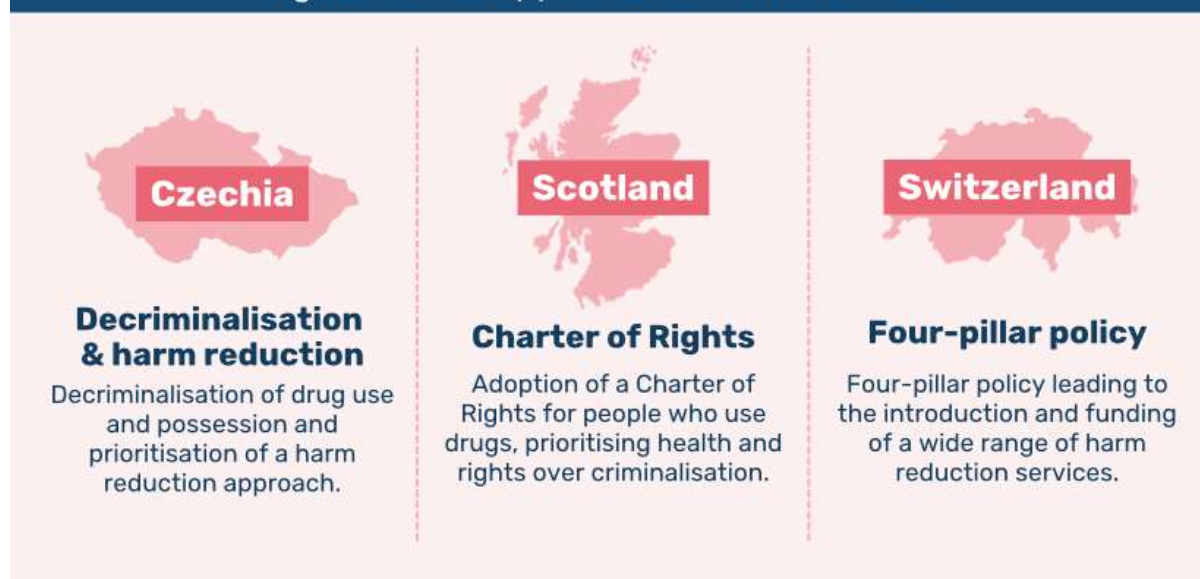 Czechia
Decriminalisation
& harm reduction
Decriminalisation of drug use
and possession and
prioritisation of a harm
reduction approach.
Scotland
Charter of Rights
Adoption of a Charter of
Rights for people who use
drugs, prioritising health and
rights over criminalisation.
Switzerland
Four-pillar policy
Four-pillar policy leading to
the introduction and funding
of a wide range of harm
reduction services.